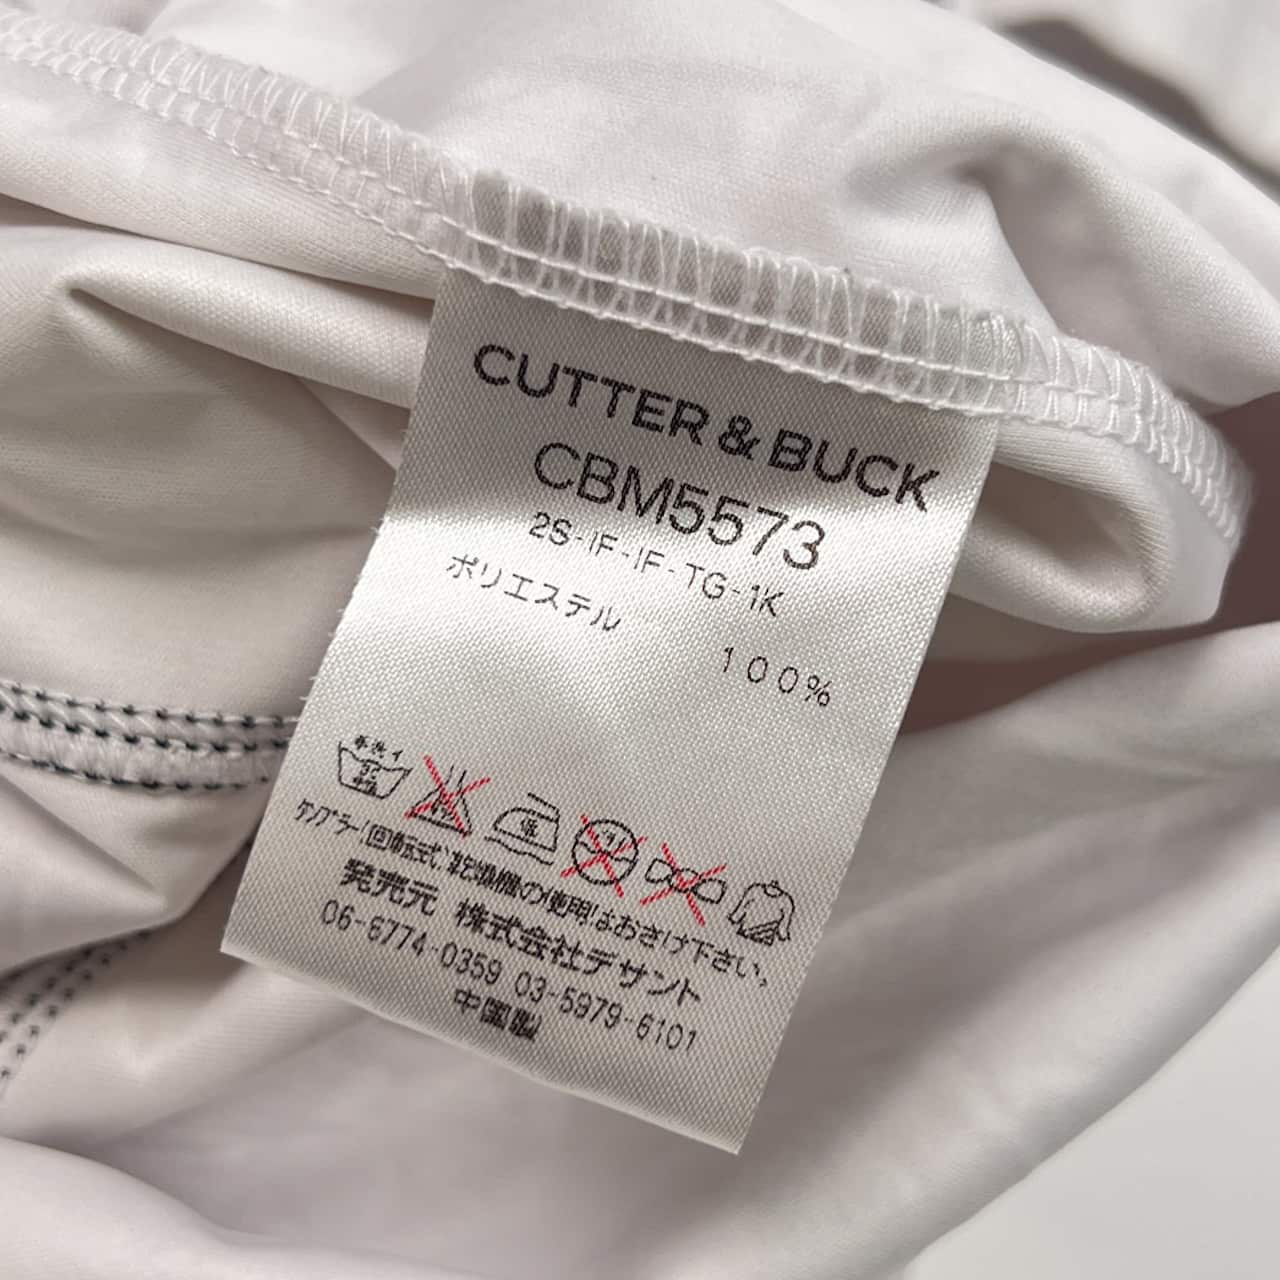 CUTTER & BUCK
CBM5573
2S-IF-IF-TG-1K
ポリエステル
100%
手洗イ
中性
低
タンブラー(回転式)乾燥機の使用はおさけ下さい。
発売元 株式会社デサント
06-6774-0359 03-5979-6101
中国製